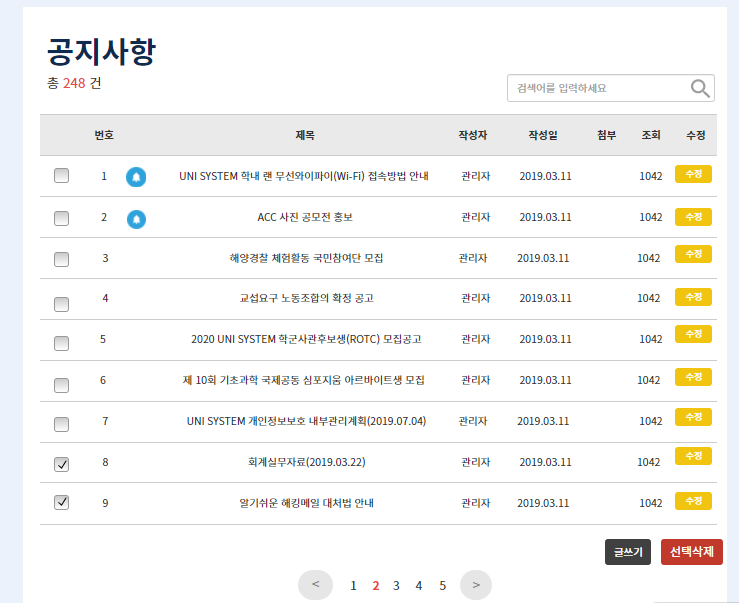 공지사항
총 248 건
검색어를 입력하세요
번호 제목 작성자 작성일 첨부 조회 수정
1 UNI SYSTEM 학내 랜 무선와이파이(Wi-Fi) 접속방법 안내 관리자 2019.03.11 1042 수정
2 ACC 사진 공모전 홍보 관리자 2019.03.11 1042 수정
3 해양경찰 체험활동 국민참여단 모집 관리자 2019.03.11 1042 수정
4 교섭요구 노동조합의 확정 공고 관리자 2019.03.11 1042 수정
5 2020 UNI SYSTEM 학군사관후보생(ROTC) 모집공고 관리자 2019.03.11 1042 수정
6 제 10회 기초과학 국제공동 심포지움 아르바이트생 모집 관리자 2019.03.11 1042 수정
7 UNI SYSTEM 개인정보보호 내부관리계획(2019.07.04) 관리자 2019.03.11 1042 수정
8 회계실무자료(2019.03.22) 관리자 2019.03.11 1042 수정
9 알기쉬운 해킹메일 대처법 안내 관리자 2019.03.11 1042 수정
글쓰기 선택삭제
< 1 2 3 4 5 >